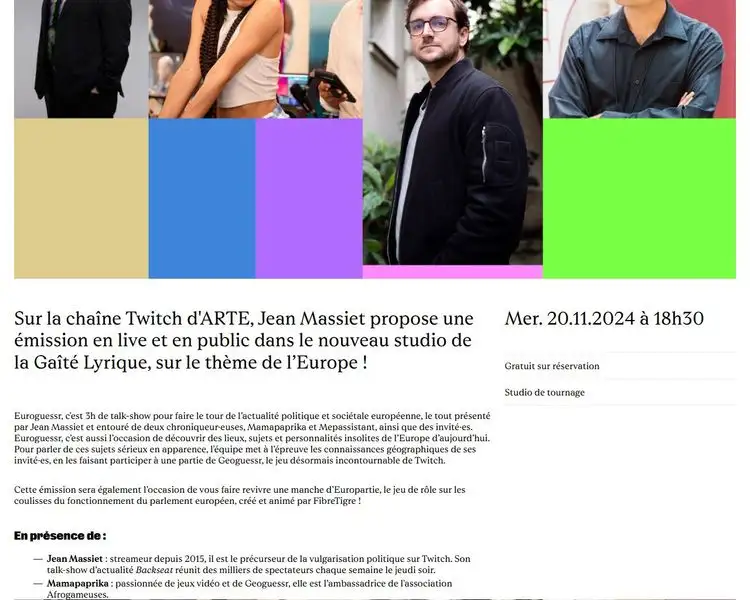 Sur la chaîne Twitch d'ARTE, Jean Massiet propose une
émission en live et en public dans le nouveau studio de
la Gaîté Lyrique, sur le thème de l’Europe !
Mer. 20.11.2024 à 18h30
Gratuit sur réservation
Studio de tournage
Euroguessr, c’est 3h de talk-show pour faire le tour de l’actualité politique et sociétale européenne, le tout présenté
par Jean Massiet et entouré de deux chroniqueur·euses, Mamapaprika et Mepassistant, ainsi que des invité·es.
Euroguessr, c’est aussi l’occasion de découvrir des lieux, sujets et personnalités insolites de l’Europe d’aujourd’hui.
Pour parler de ces sujets sérieux en apparence, l’équipe met à l’épreuve les connaissances géographiques de ses
invité·es, en les faisant participer à une partie de Geoguessr, le jeu désormais incontournable de Twitch.
Cette émission sera également l’occasion de vous faire revivre une manche d’Europartie, le jeu de rôle sur les
coulisses du fonctionnement du parlement européen, créé et animé par FibreTigre !
En présence de :
— Jean Massiet : streameur depuis 2015, il est le précurseur de la vulgarisation politique sur Twitch. Son
talk-show d’actualité Backseat réunit des milliers de spectateurs chaque semaine le jeudi soir.
— Mamapaprika : passionnée de jeux vidéo et de Geoguessr, elle est l’ambassadrice de l’association
Afrogameuses.